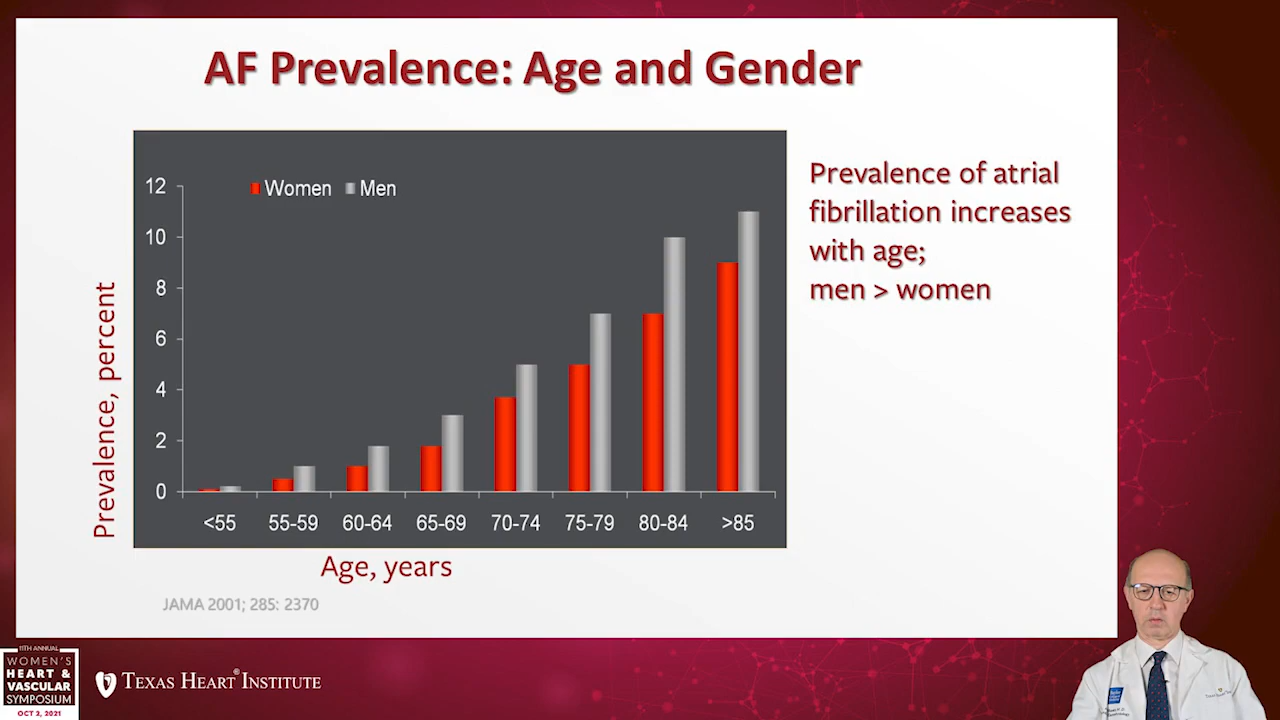 AF Prevalence: Age and Gender
Women Men
12
10
8
6
4
2
0
<55 55-59 60-64 65-69 70-74 75-79 80-84 >85
Prevalence, percent
Age, years
JAMA 2001; 285: 2370
Prevalence of atrial
fibrillation increases
with age;
men > women
11TH ANNUAL
WOMEN'S
HEART &
VASCULAR
SYMPOSIUM
OCT 2, 2021
TEXAS HEART® INSTITUTE